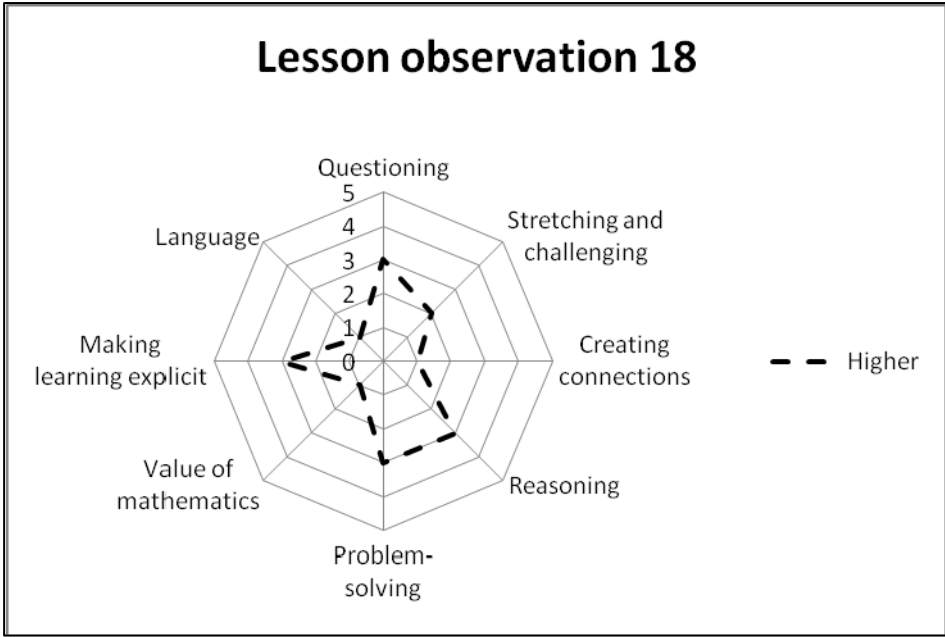 Lesson observation 18
Questioning
Stretching and
challenging
Creating
connections
Reasoning
Problem-
solving
Value of
mathematics
Making
learning explicit
Language
5
4
3
2
1
0
Higher